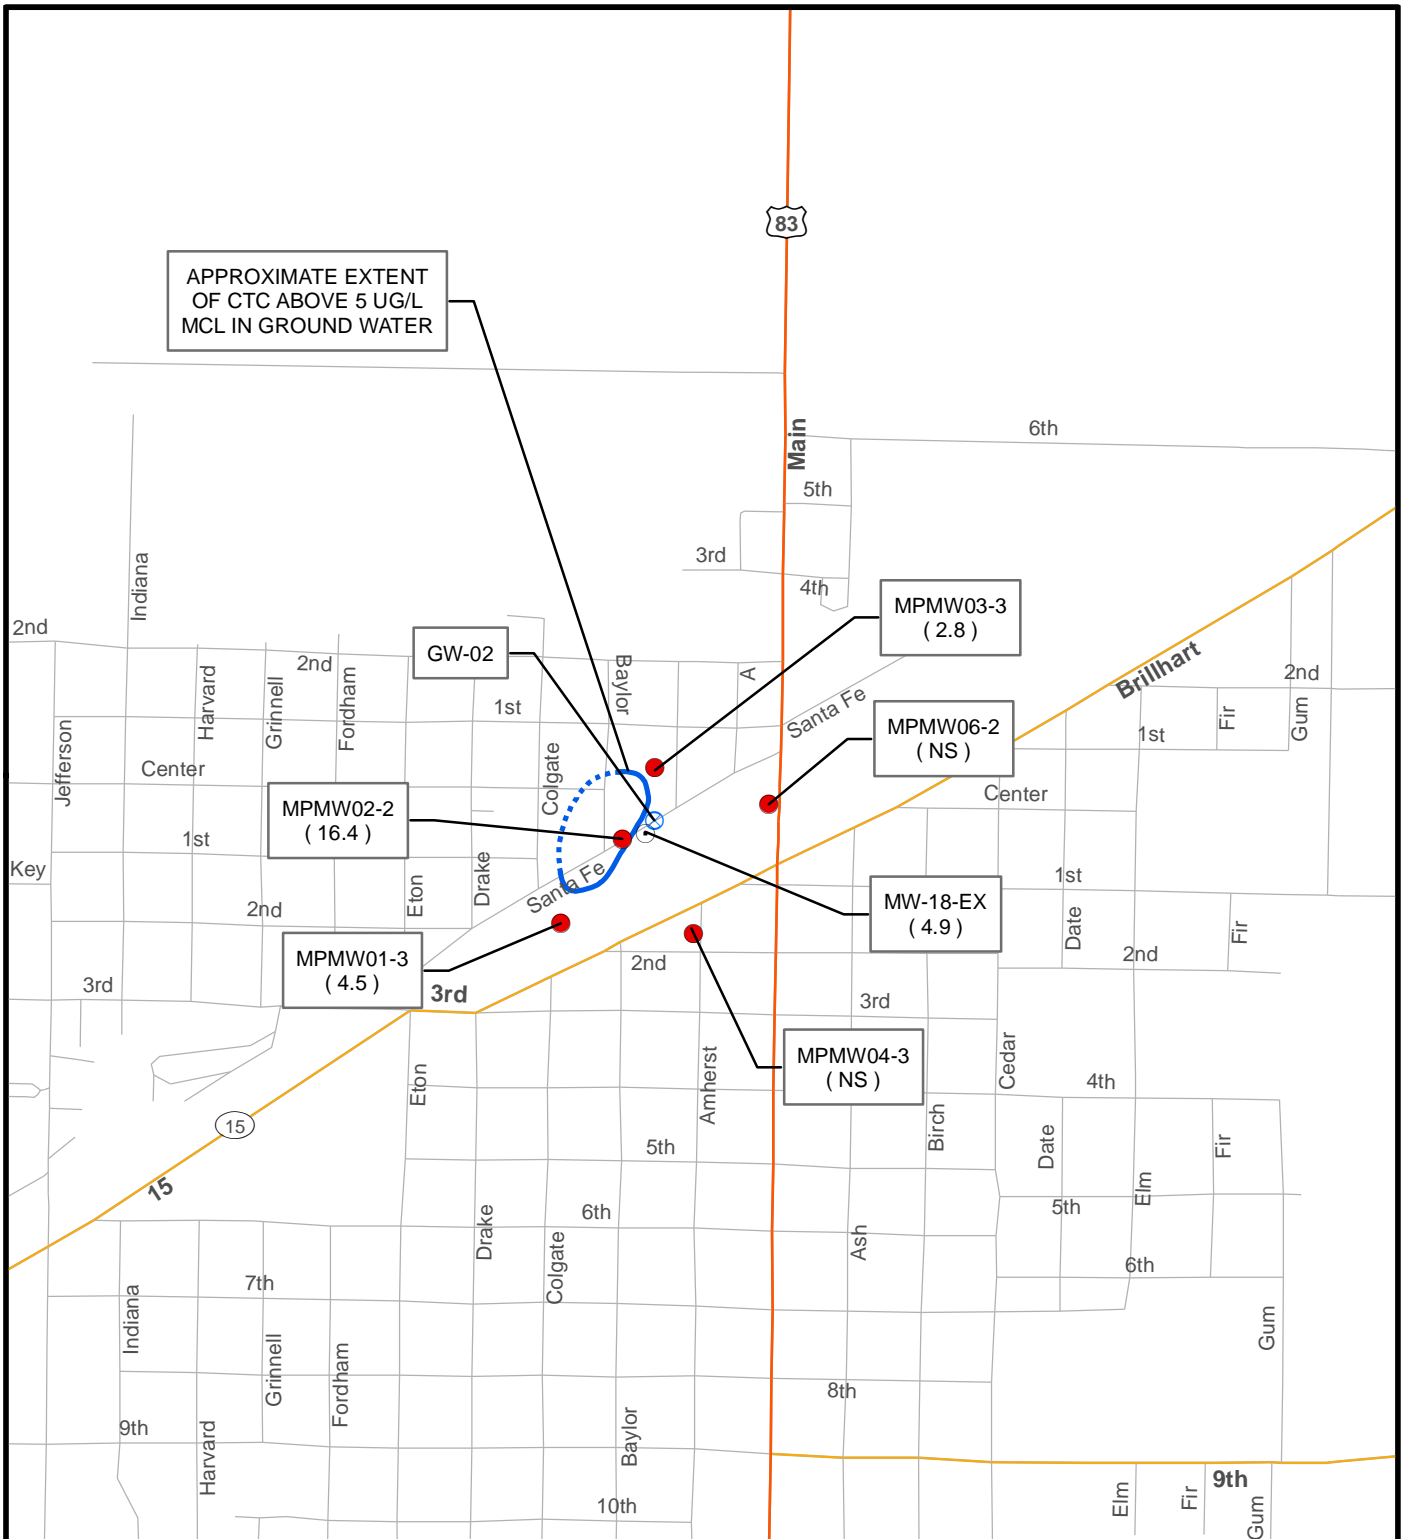 83
APPROXIMATE EXTENT
OF CTC ABOVE 5 UG/L
MCL IN GROUND WATER
Main
6th
5th
3rd
4th
Indiana
MPMW03-3
( 2.8 )
2nd
GW-02
2nd
Harvard
Grinnell
Fordham
Baylor
A
Brillhart
2nd
Gum
Fir
Jefferson
1st
Santa Fe
MPMW06-2
( NS )
1st
Center
Colgate
Center
MPMW02-2
( 16.4 )
1st
Key
Drake
Eton
Santa Fe
1st
MW-18-EX
( 4.9 )
Date
Fir
2nd
MPMW01-3
( 4.5 )
2nd
2nd
3rd
3rd
3rd
MPMW04-3
( NS )
Cedar
Eton
Amherst
4th
Birch
15
5th
Date
Fir
15
Elm
5th
6th
Drake
Colgate
Ash
6th
7th
Indiana
Gum
Grinnell
Fordham
8th
9th
Harvard
Baylor
9th
10th
Elm
Fir
Gum